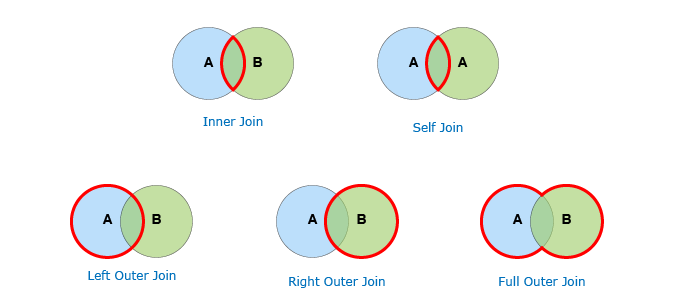 A B
Inner Join
A A
Self Join
A B
Left Outer Join
A B
Right Outer Join
A B
Full Outer Join